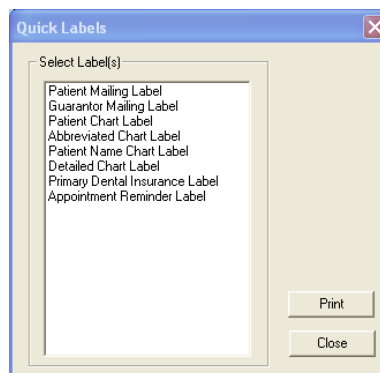 Quick Labels
Select Label(s)
Patient Mailing Label
Guarantor Mailing Label
Patient Chart Label
Abbreviated Chart Label
Patient Name Chart Label
Detailed Chart Label
Primary Dental Insurance Label
Appointment Reminder Label
Print
Close